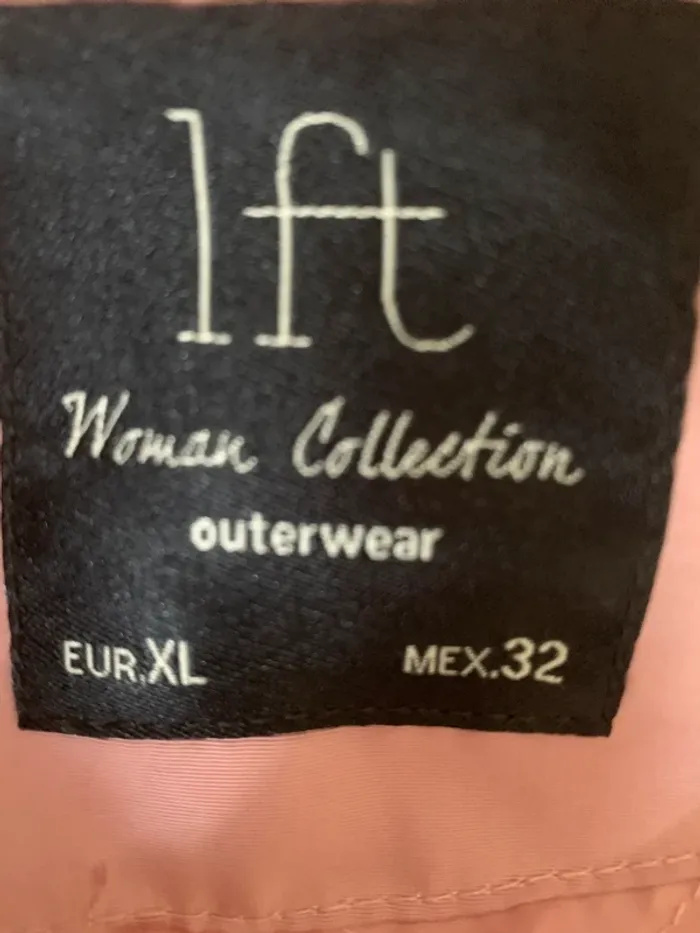 lft
Woman Collection
outerwear
EUR.XL MEX.32